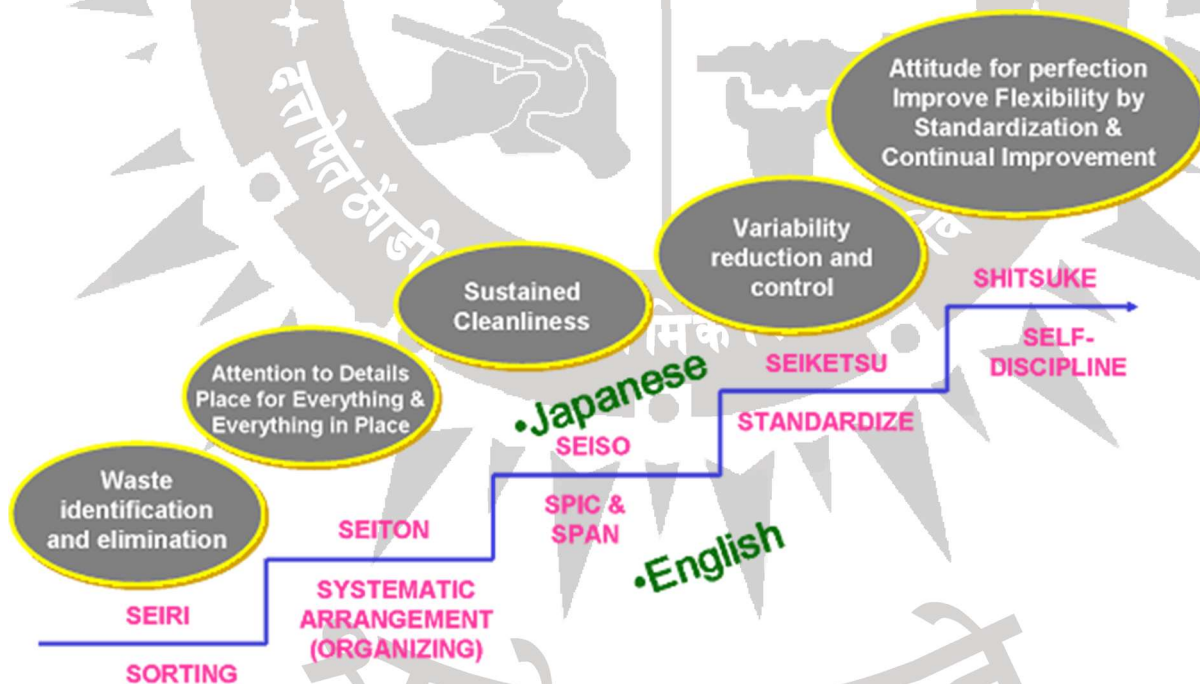 Attitude for perfection
Improve Flexibility by
Standardization &
Continual Improvement
Variability
reduction and
control
Sustained
Cleanliness
Attention to Details
Place for Everything &
Everything in Place
Waste
identification
and elimination
SHITSUKE
SELF-
DISCIPLINE
SEIKETSU
STANDARDIZE
•Japanese
SEISO
SPIC &
SPAN
•English
SEITON
SYSTEMATIC
ARRANGEMENT
(ORGANIZING)
SEIRI
SORTING
दत्तोपंत ठेंगडी